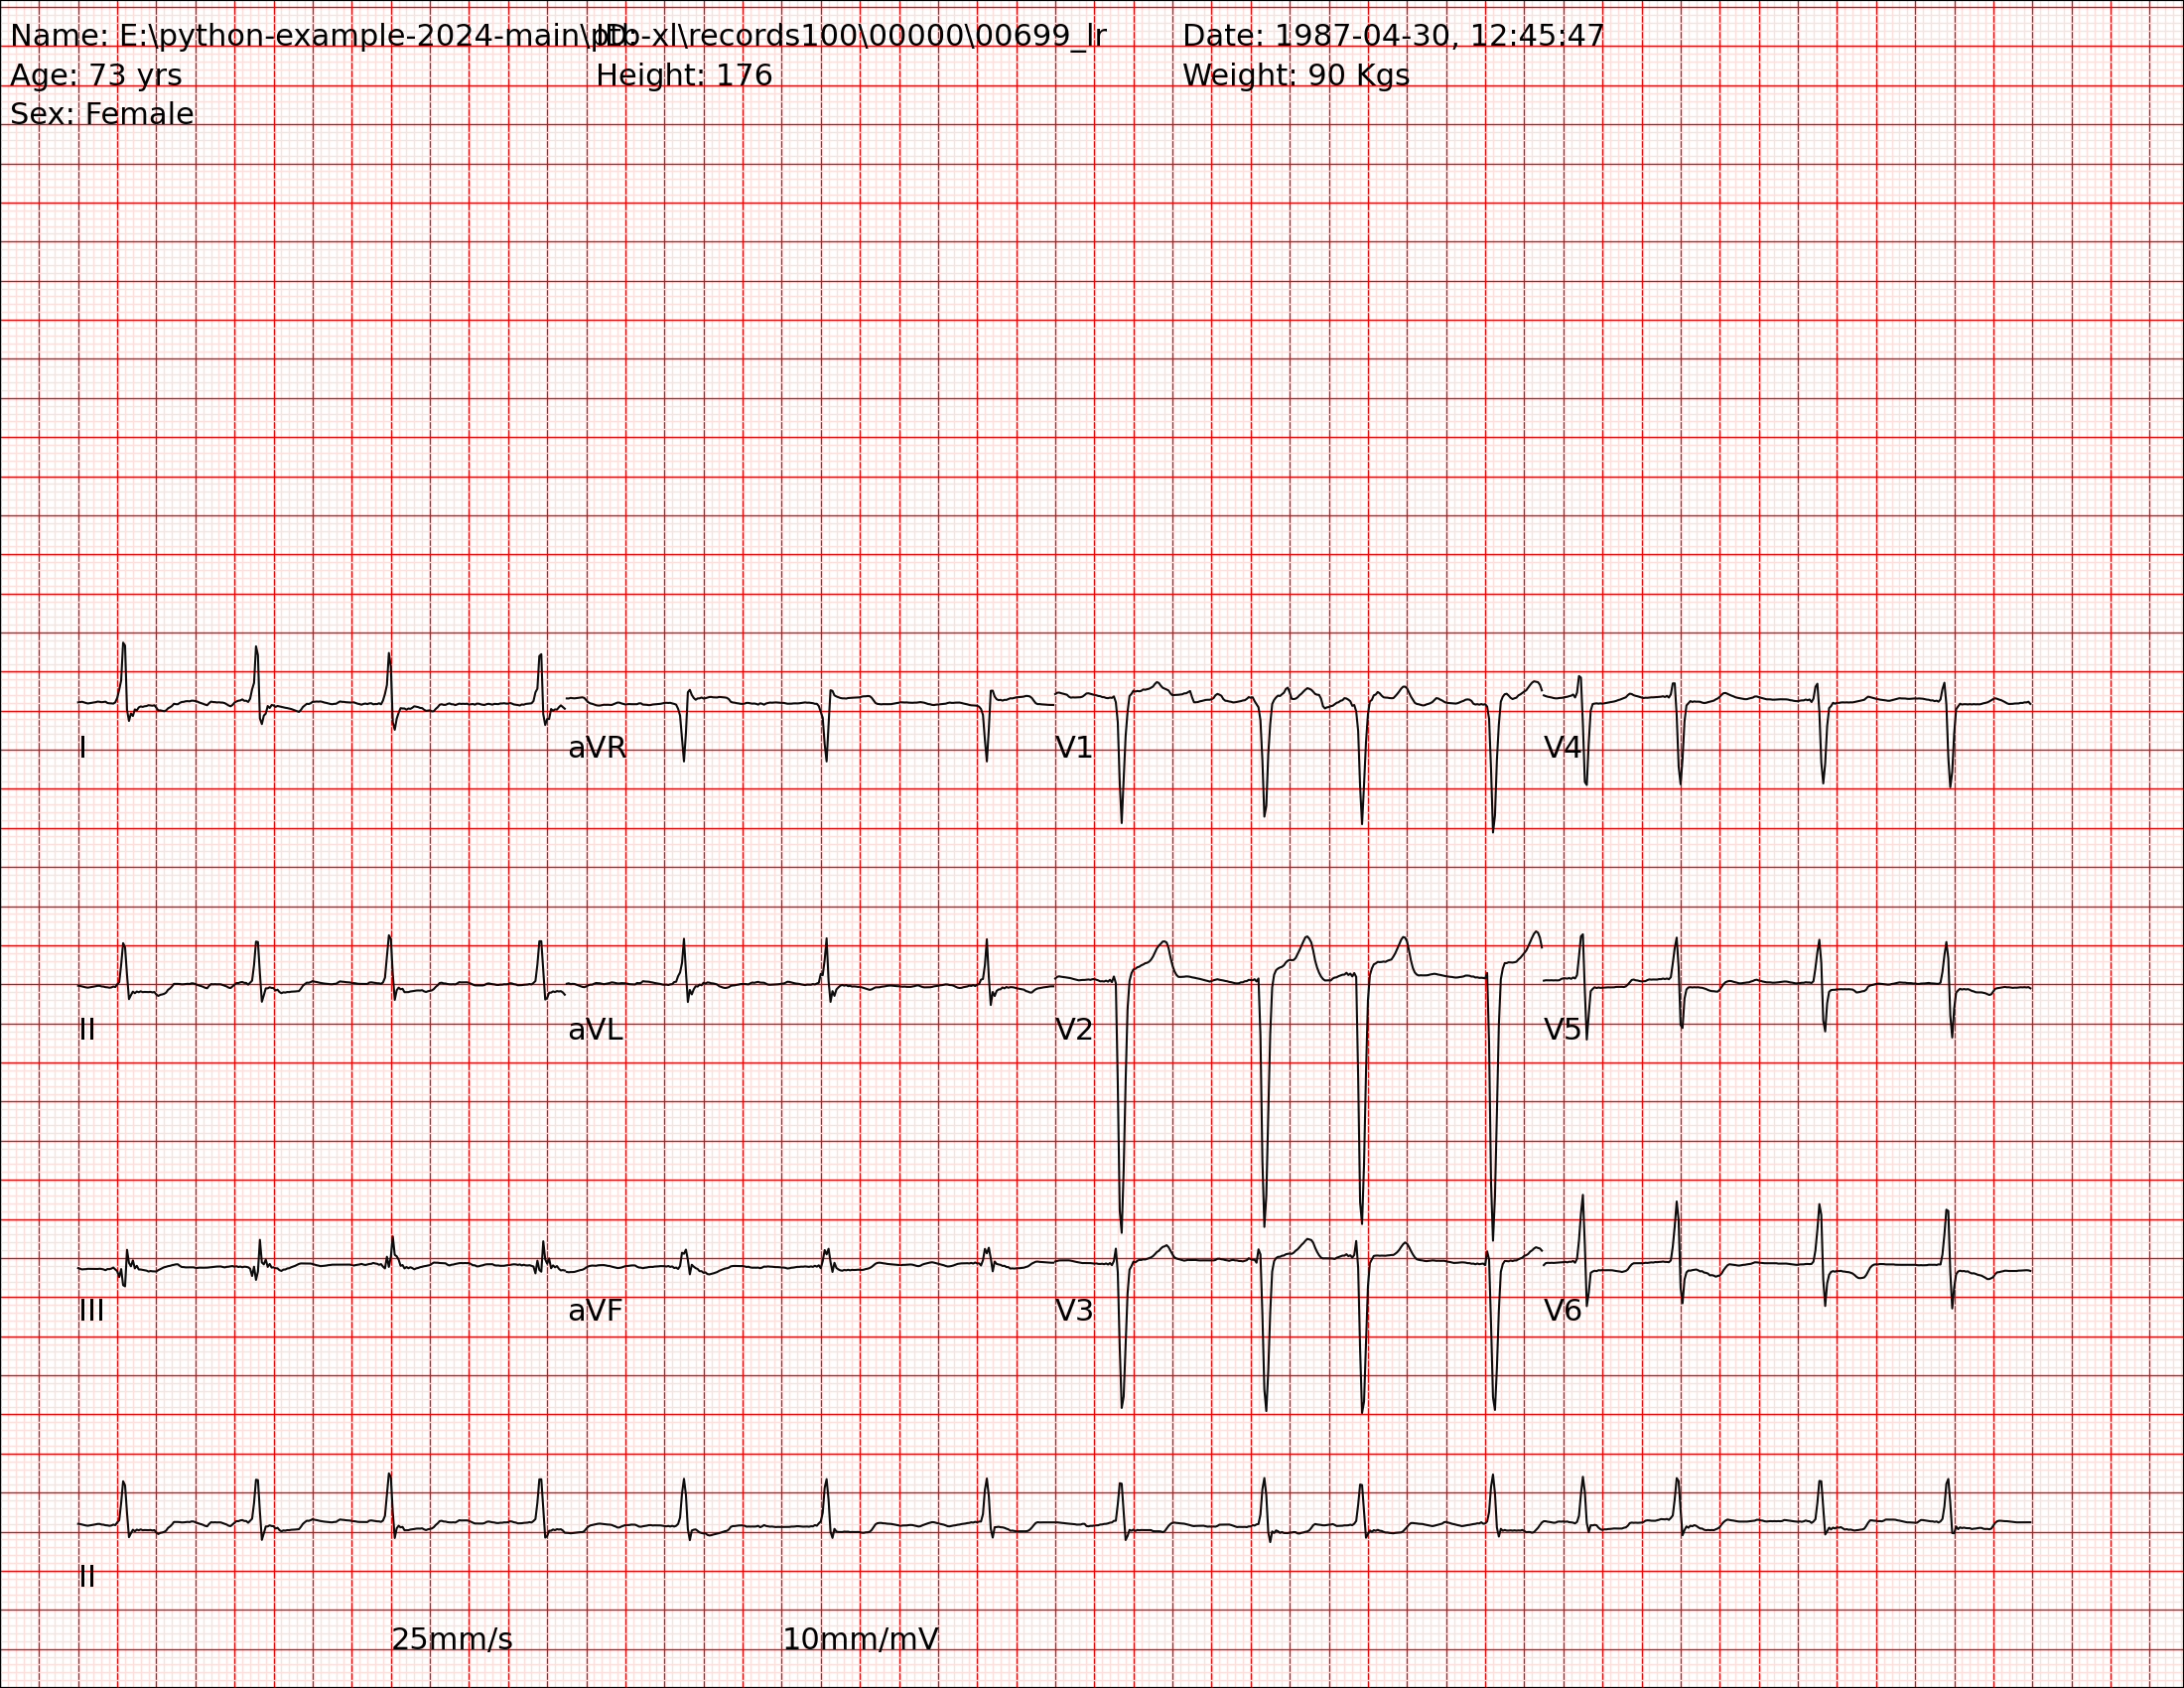 Name: E:\python-example-2024-main\ptb-xl\records100\00000\00699_lr ID: Date: 1987-04-30, 12:45:47
Age: 73 yrs Height: 176 Weight: 90 Kgs
Sex: Female
I aVR V1 V4
II aVL V2 V5
III aVF V3 V6
II
25mm/s 10mm/mV